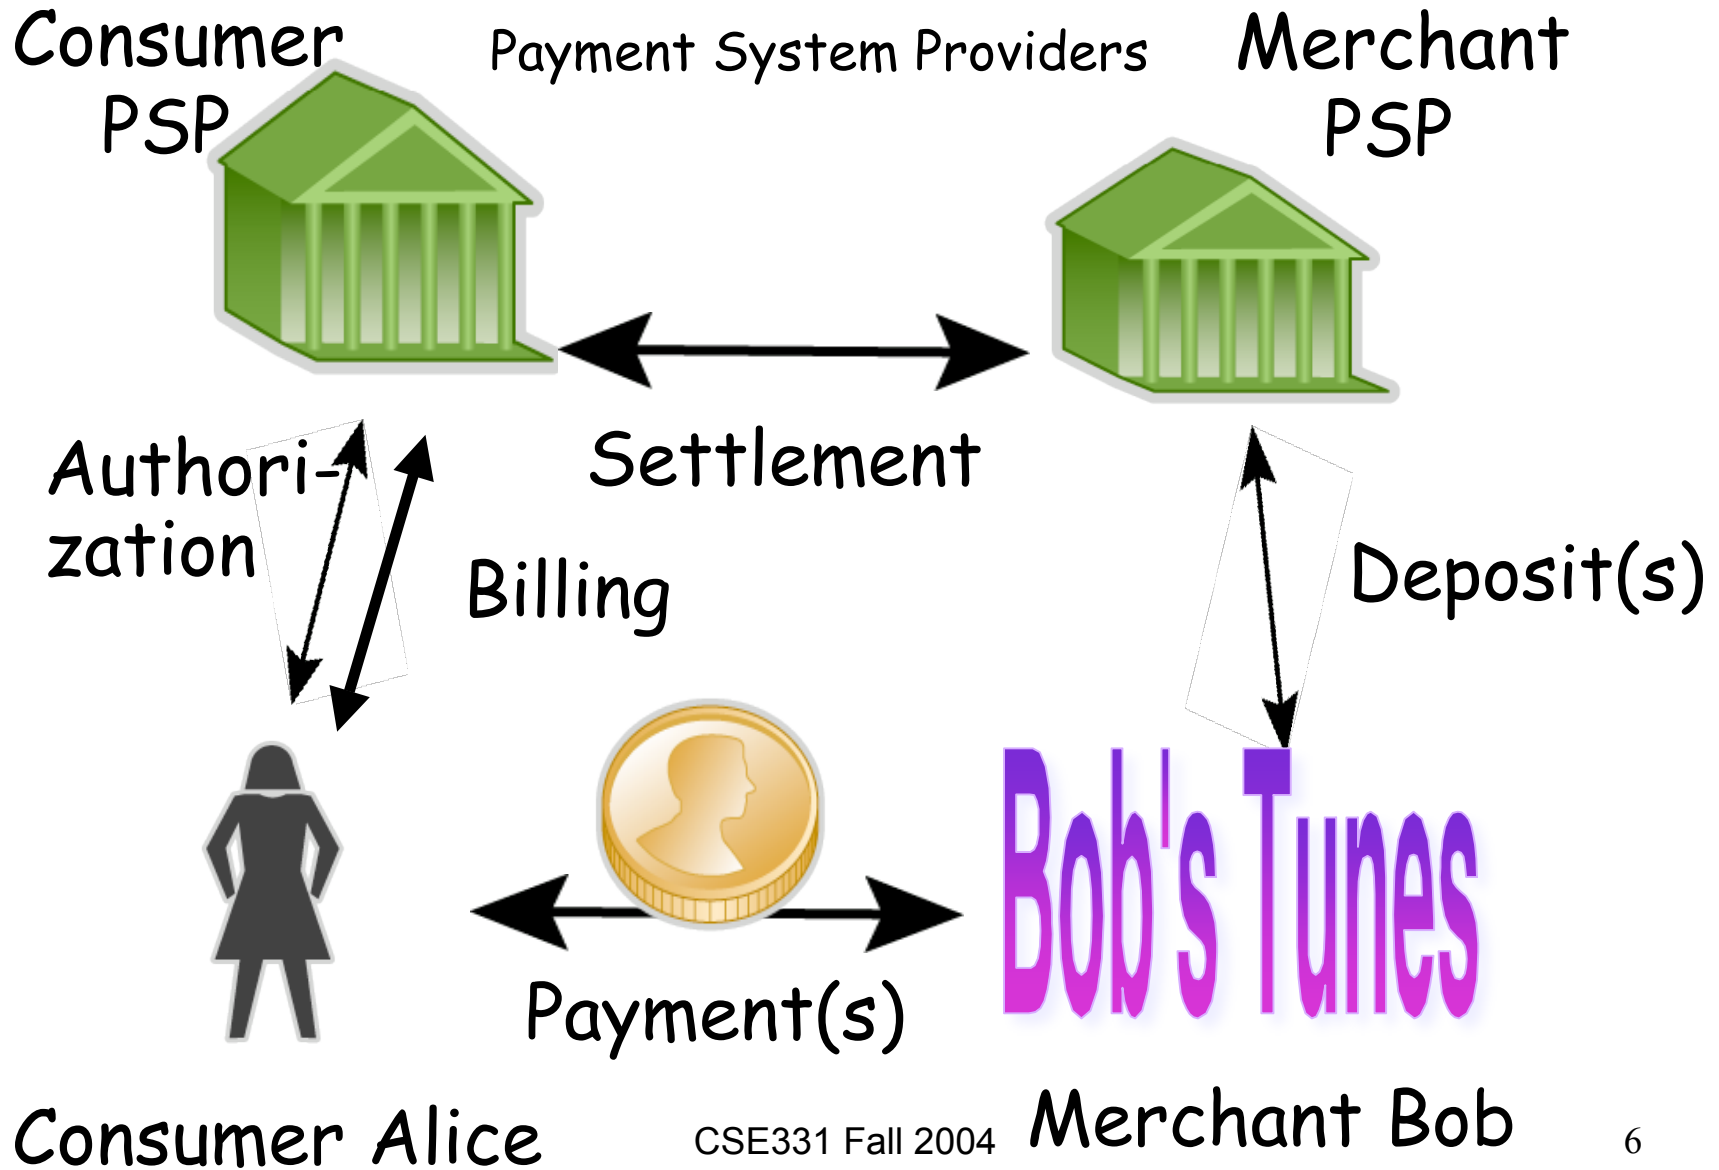 Consumer
PSP
Payment System Providers
Merchant
PSP
Authori-
zation
Settlement
Billing
Deposit(s)
Bob's Tunes
Payment(s)
Consumer Alice
CSE331 Fall 2004
Merchant Bob
6